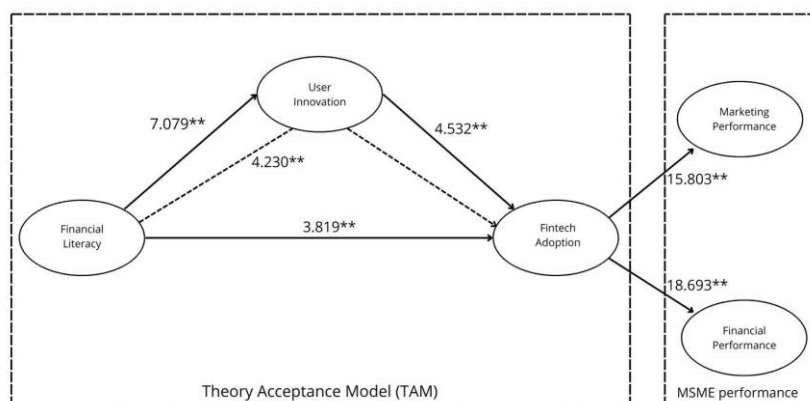 User
Innovation
7.079**
4.532**
4.230**
Financial
Literacy
3.819**
Fintech
Adoption
Marketing
Performance
15.803**
18.693**
Financial
Performance
Theory Acceptance Model (TAM)
MSME performance